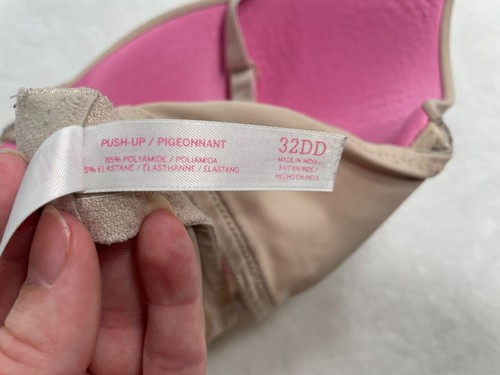 PUSH-UP / PIGEONNANT
85% POLYAMIDE / POLIAMIDA
5% ELASTANE / ÉLASTHANNE / ELASTANO
32DD
MADE IN INDIA /
FAIT EN INDE /
HECHO EN INDIA